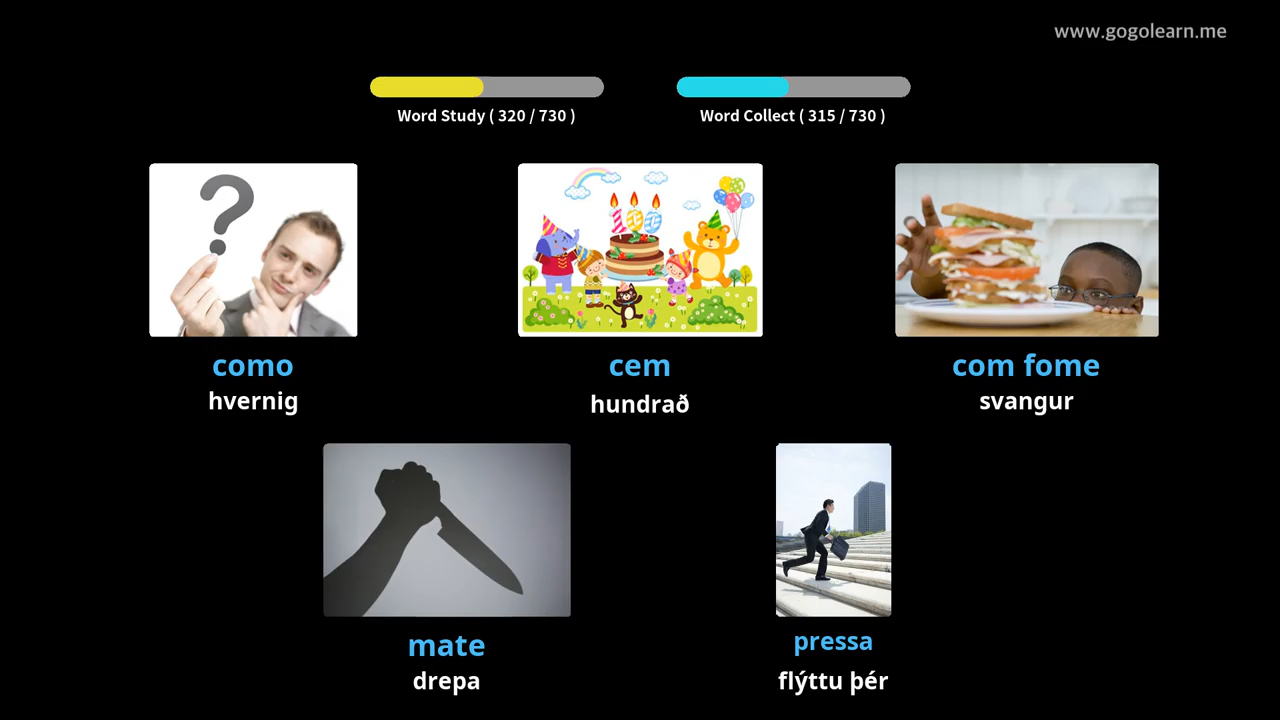 www.gogolearn.me
Word Study ( 320 / 730 )
Word Collect ( 315 / 730 )
100
como
hvernig
cem
hundrað
com fome
svangur
mate
drepa
pressa
flýttu þér